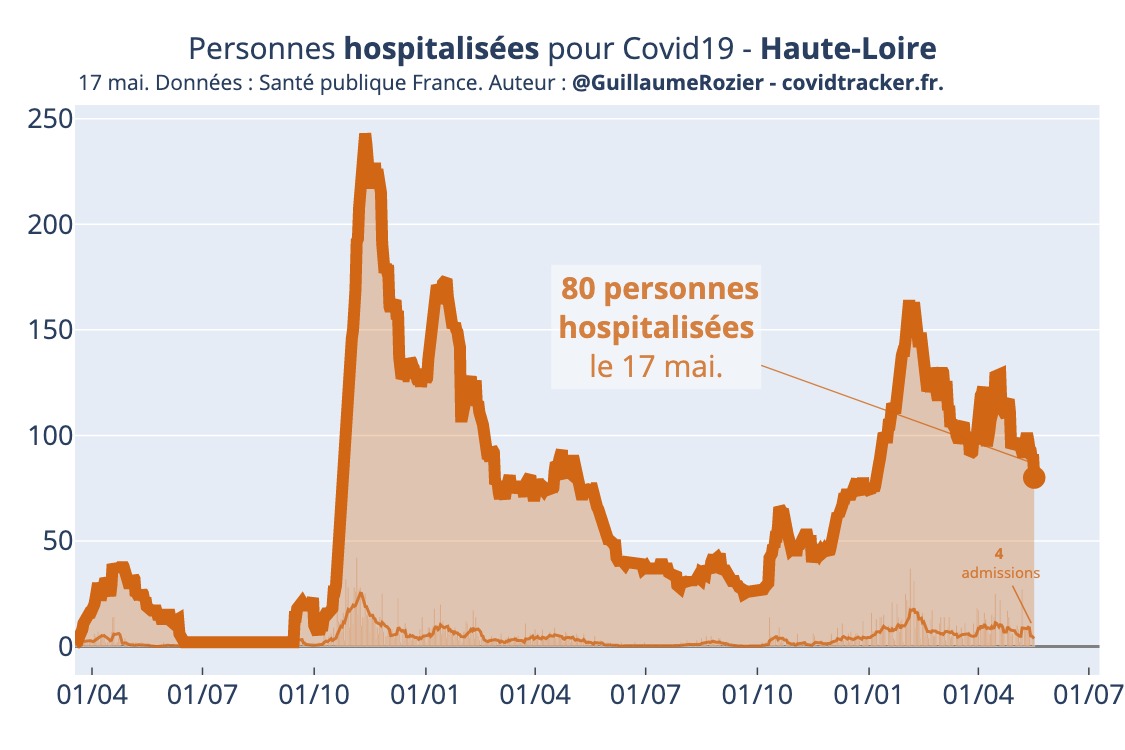 Personnes hospitalisées pour Covid19 - Haute-Loire
17 mai. Données : Santé publique France. Auteur : @GuillaumeRozier - covidtracker.fr.
250
200
150
100
50
0
80 personnes
hospitalisées
le 17 mai.
4
admissions
01/04 01/07 01/10 01/01 01/04 01/07 01/10 01/01 01/04 01/07